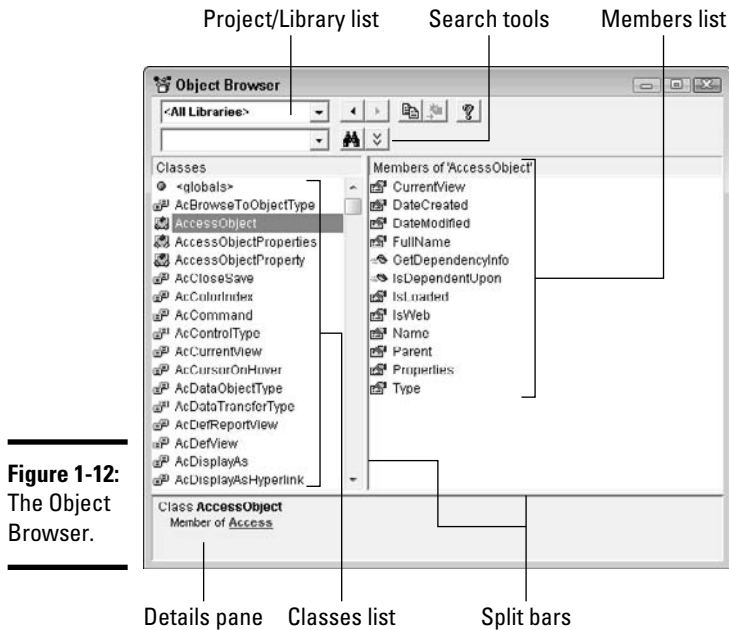 Project/Library list
Search tools
Members list
Object Browser
<All Libraries>
Classes
<globals>
AcBrowseToObjectType
AccessObject
AccessObjectProperties
AccessObjectProperty
AcCloseSave
AcColorIndex
AcCommand
AcControlType
AcCurrentView
AcCursorOnHover
AcDataObjectType
AcDataTransferType
AcDefReportView
AcDefView
AcDisplayAs
AcDisplayAsHyperlink
Members of 'AccessObject'
CurrentView
DateCreated
DateModified
FullName
GetDependencyInfo
IsDependentUpon
IsLoaded
IsWeb
Name
Parent
Properties
Type
Class AccessObject
Member of Access
Figure 1-12:
The Object
Browser.
Details pane
Classes list
Split bars